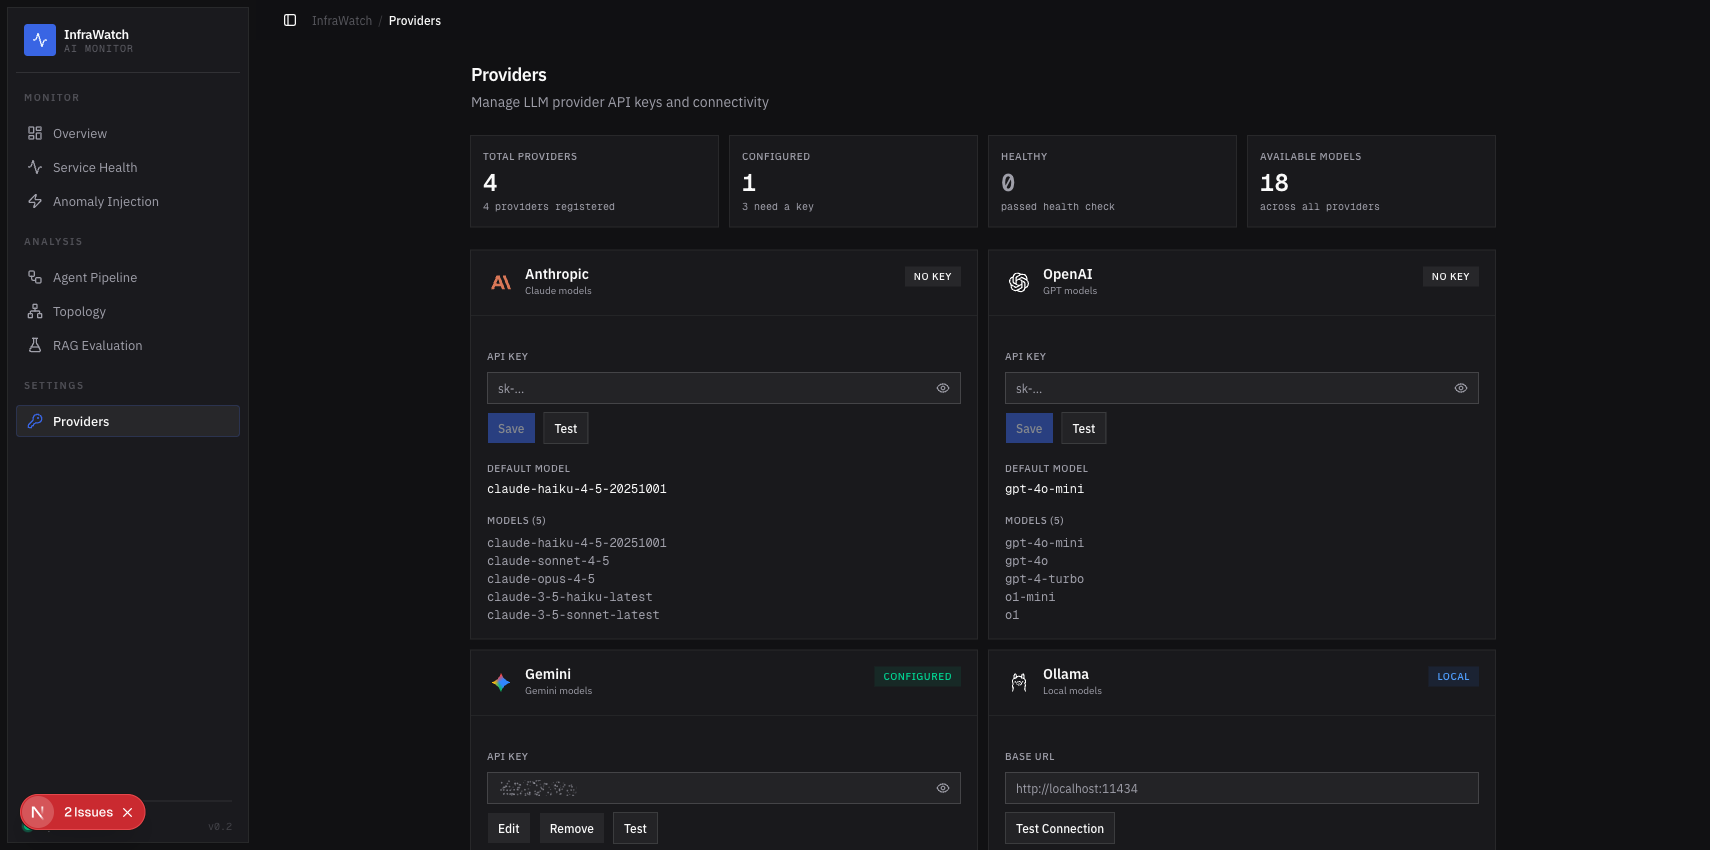 InfraWatch
AI MONITOR
MONITOR
Overview
Service Health
Anomaly Injection
ANALYSIS
Agent Pipeline
Topology
RAG Evaluation
SETTINGS
Providers
N 2 Issues
v0.2
InfraWatch / Providers
Providers
Manage LLM provider API keys and connectivity
TOTAL PROVIDERS
4
4 providers registered
CONFIGURED
1
3 need a key
HEALTHY
0
passed health check
AVAILABLE MODELS
18
across all providers
Anthropic
Claude models
NO KEY
API KEY
sk-...
Save Test
DEFAULT MODEL
claude-haiku-4-5-20251001
MODELS (5)
claude-haiku-4-5-20251001
claude-sonnet-4-5
claude-opus-4-5
claude-3-5-haiku-latest
claude-3-5-sonnet-latest
OpenAI
GPT models
NO KEY
API KEY
sk-...
Save Test
DEFAULT MODEL
gpt-4o-mini
MODELS (5)
gpt-4o-mini
gpt-4o
gpt-4-turbo
o1-mini
o1
Gemini
Gemini models
CONFIGURED
API KEY
Edit Remove Test
Ollama
Local models
LOCAL
BASE URL
http://localhost:11434
Test Connection